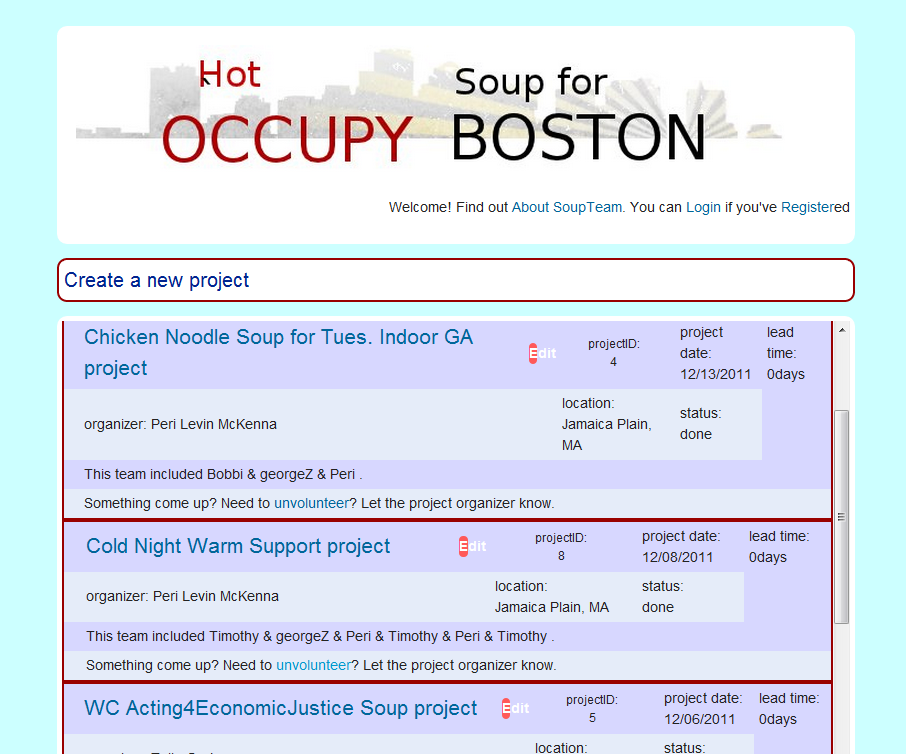 Hot
Soup for
OCCUPY BOSTON
Welcome! Find out About SoupTeam. You can Login if you've Registered
Create a new project
Chicken Noodle Soup for Tues. Indoor GA
project
Edit
projectID:
4
project
date:
12/13/2011
lead
time:
0days
organizer: Peri Levin McKenna
location:
Jamaica Plain,
MA
status:
done
This team included Bobbi & georgeZ & Peri .
Something come up? Need to unvolunteer? Let the project organizer know.
Cold Night Warm Support project
Edit
projectID:
8
project date:
12/08/2011
lead time:
0days
organizer: Peri Levin McKenna
location:
Jamaica Plain, MA
status:
done
This team included Timothy & georgeZ & Peri & Timothy & Peri & Timothy .
Something come up? Need to unvolunteer? Let the project organizer know.
WC Acting4EconomicJustice Soup project
Edit
projectID:
5
project date:
12/06/2011
lead time:
0days
location:
status: